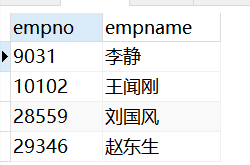 empno empname
9031 李静
10102 王闻刚
28559 刘国风
29346 赵东生